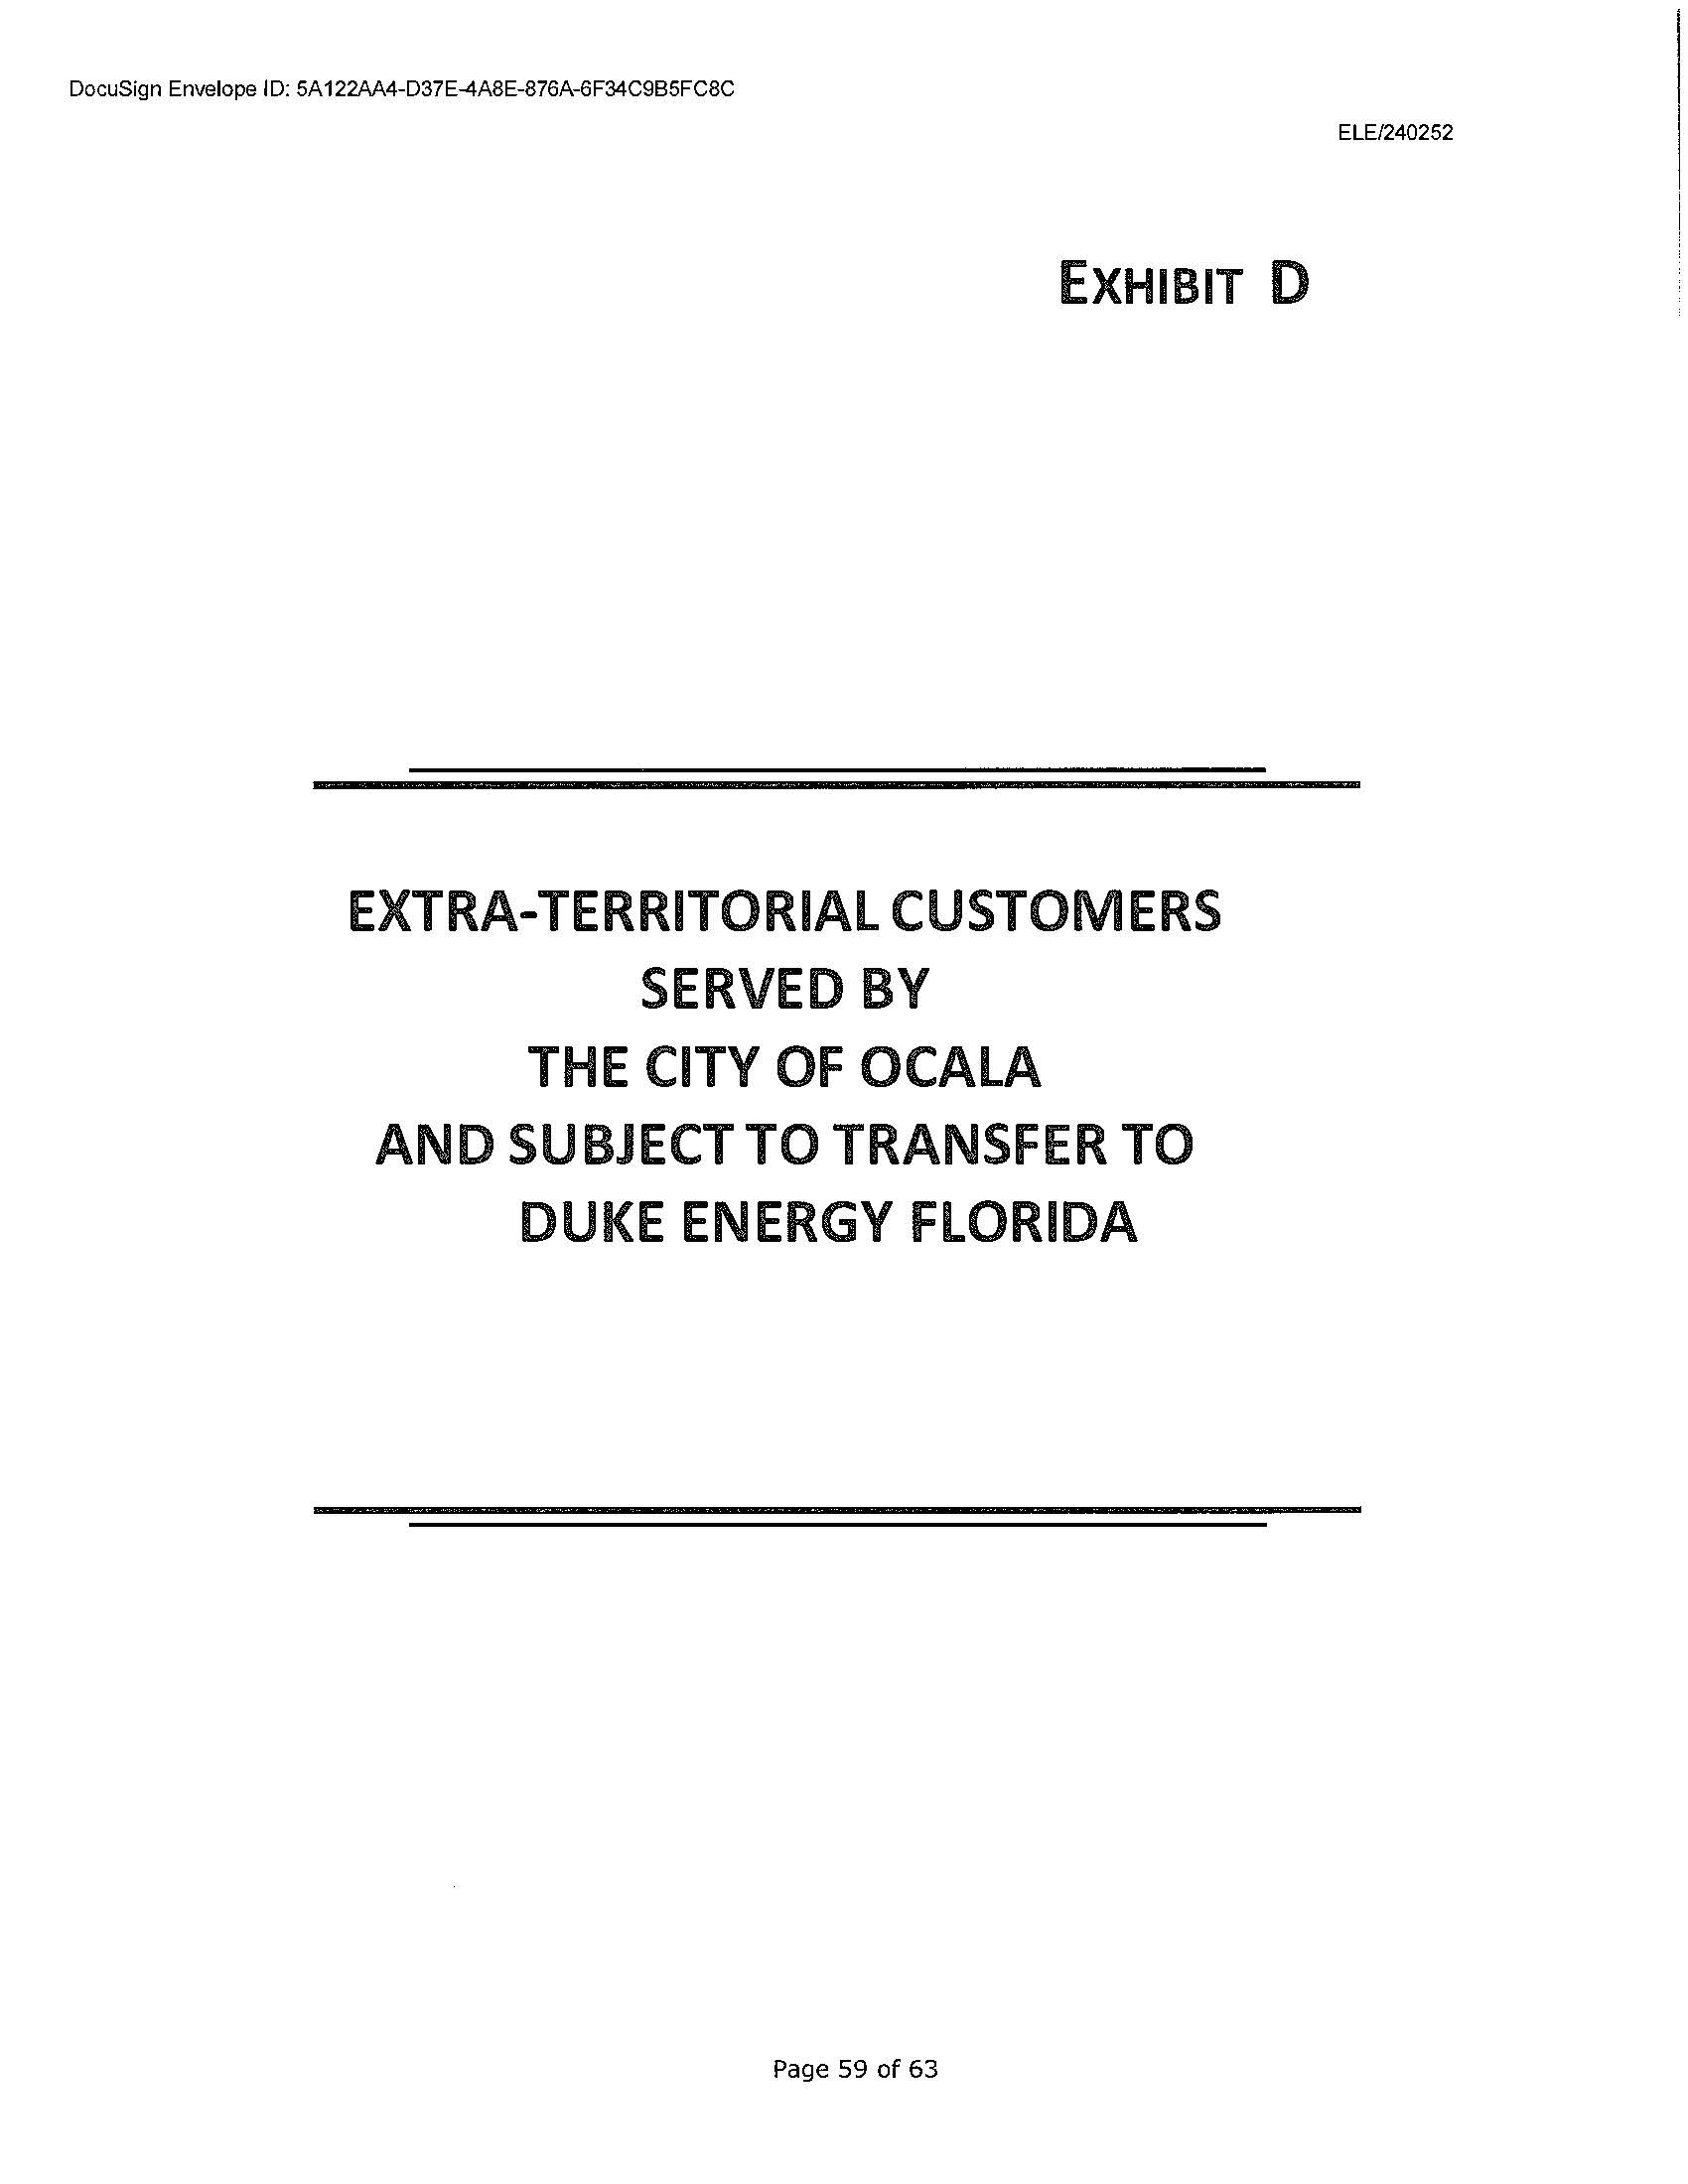 DocuSign Envelope ID: 5A122AA4-D37E-4A8E-876A-6F34C9B5FC8C
ELE/240252
EXHIBIT D
EXTRA-TERRITORIAL CUSTOMERS
SERVED BY
THE CITY OF OCALA
AND SUBJECT TO TRANSFER TO
DUKE ENERGY FLORIDA
Page 59 of 63